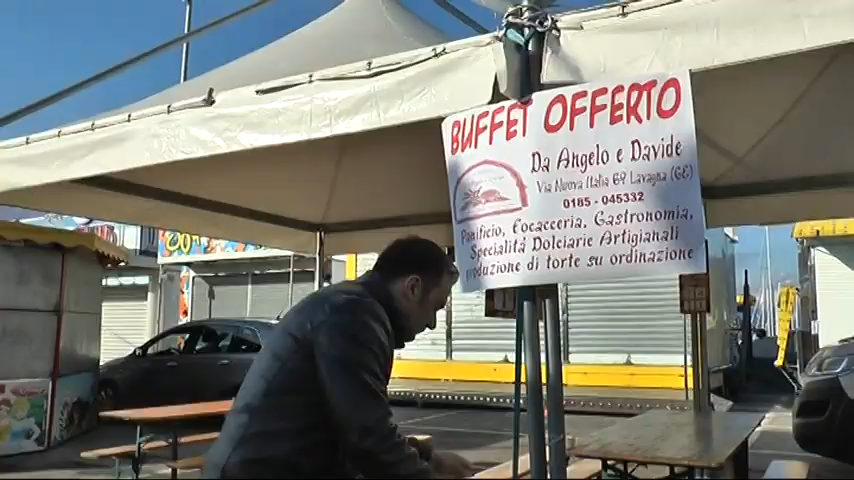 BUFFET OFFERTO
DA ANGELO E DAVIDE
VIA NUOVA ITALIA 69 LAVAGNA (GE)
0185 - 045332
PANIFICIO, FOCACCERIA, GASTRONOMIA,
SPECIALITÀ DOLCIARIE ARTIGIANALI
PRODUZIONE DI TORTE SU ORDINAZIONE